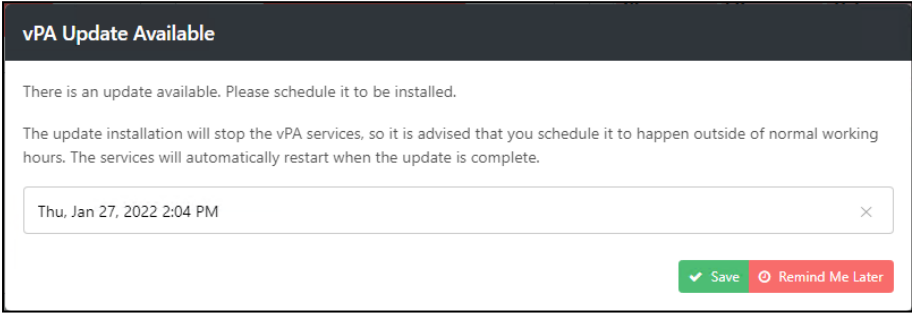 vPA Update Available
There is an update available. Please schedule it to be installed.
The update installation will stop the vPA services, so it is advised that you schedule it to happen outside of normal working
hours. The services will automatically restart when the update is complete.
Thu, Jan 27, 2022 2:04 PM
Save Remind Me Later